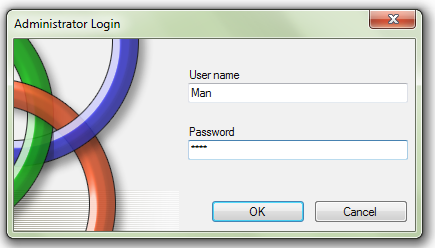 Administrator Login
User name
Man
Password
****
OK
Cancel